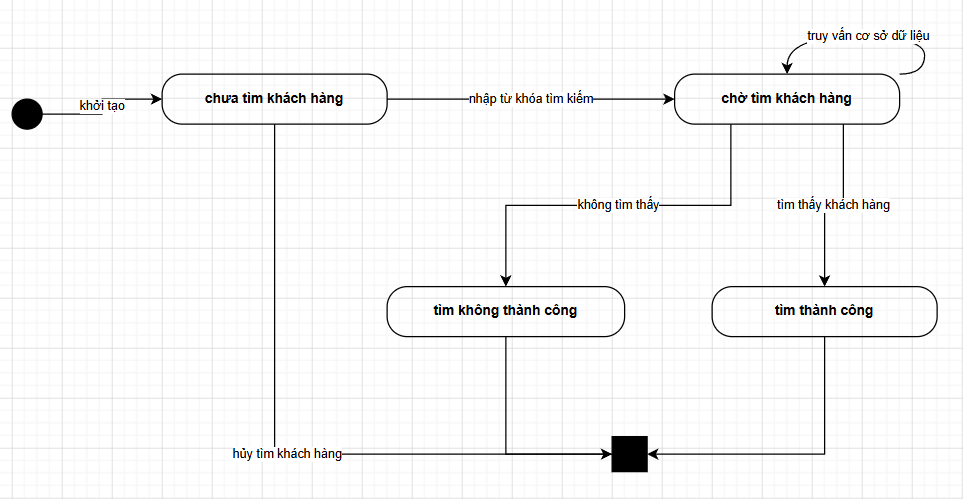 truy vấn cơ sở dữ liệu
khởi tạo
chưa tìm khách hàng
nhập từ khóa tìm kiếm
chờ tìm khách hàng
không tìm thấy
tìm thấy khách hàng
tìm không thành công
tìm thành công
hủy tìm khách hàng